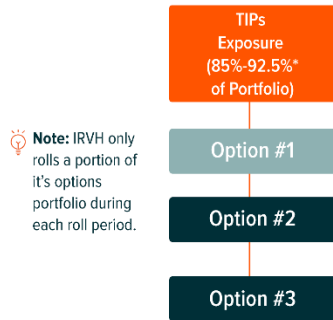 TIPs
Exposure
(85%-92.5%*
of Portfolio)
Note: IRVH only
rolls a portion of
it's options
portfolio during
each roll period.
Option #1
Option #2
Option #3